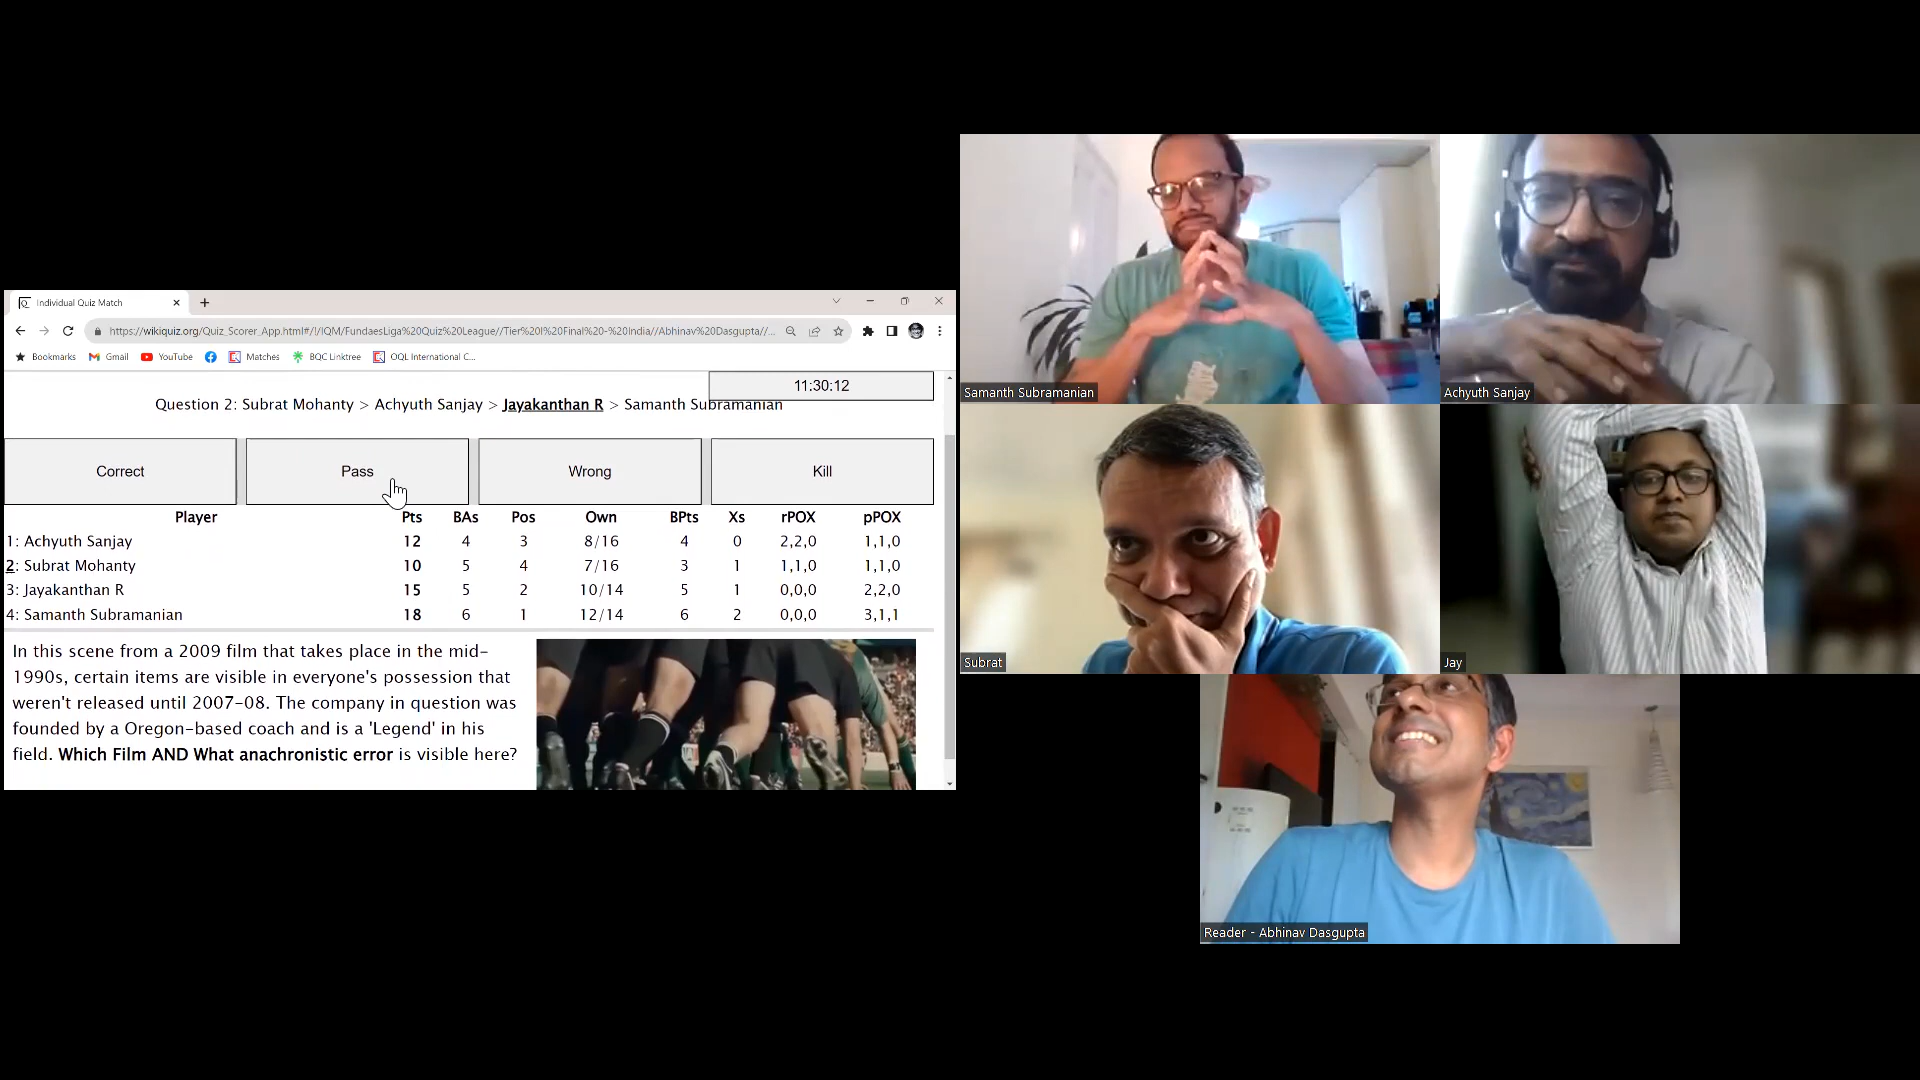 Individual Quiz Match
https://wikiquiz.org/Quiz_Scorer_App.html#/!/IQM/FundaesLiga%20Quiz%20League//Tier%20I%20Final%20-%20India//Abhinav%20Dasgupta//...
Bookmarks Gmail YouTube Matches BQC Linktree OQL International C...
11:30:12
Question 2: Subrat Mohanty > Achyuth Sanjay > Jayakanthan R > Samanth Subramanian
Correct Pass Wrong Kill
Player Pts BAs Pos Own BPts Xs rPOX pPOX
1: Achyuth Sanjay 12 4 3 8/16 4 0 2,2,0 1,1,0
2: Subrat Mohanty 10 5 4 7/16 3 1 1,1,0 1,1,0
3: Jayakanthan R 15 5 2 10/14 5 1 0,0,0 2,2,0
4: Samanth Subramanian 18 6 1 12/14 6 2 0,0,0 3,1,1
In this scene from a 2009 film that takes place in the mid-
1990s, certain items are visible in everyone's possession that
weren't released until 2007-08. The company in question was
founded by a Oregon-based coach and is a 'Legend' in his
field. Which Film AND What anachronistic error is visible here?
Samanth Subramanian
Achyuth Sanjay
Subrat
Jay
Reader - Abhinav Dasgupta